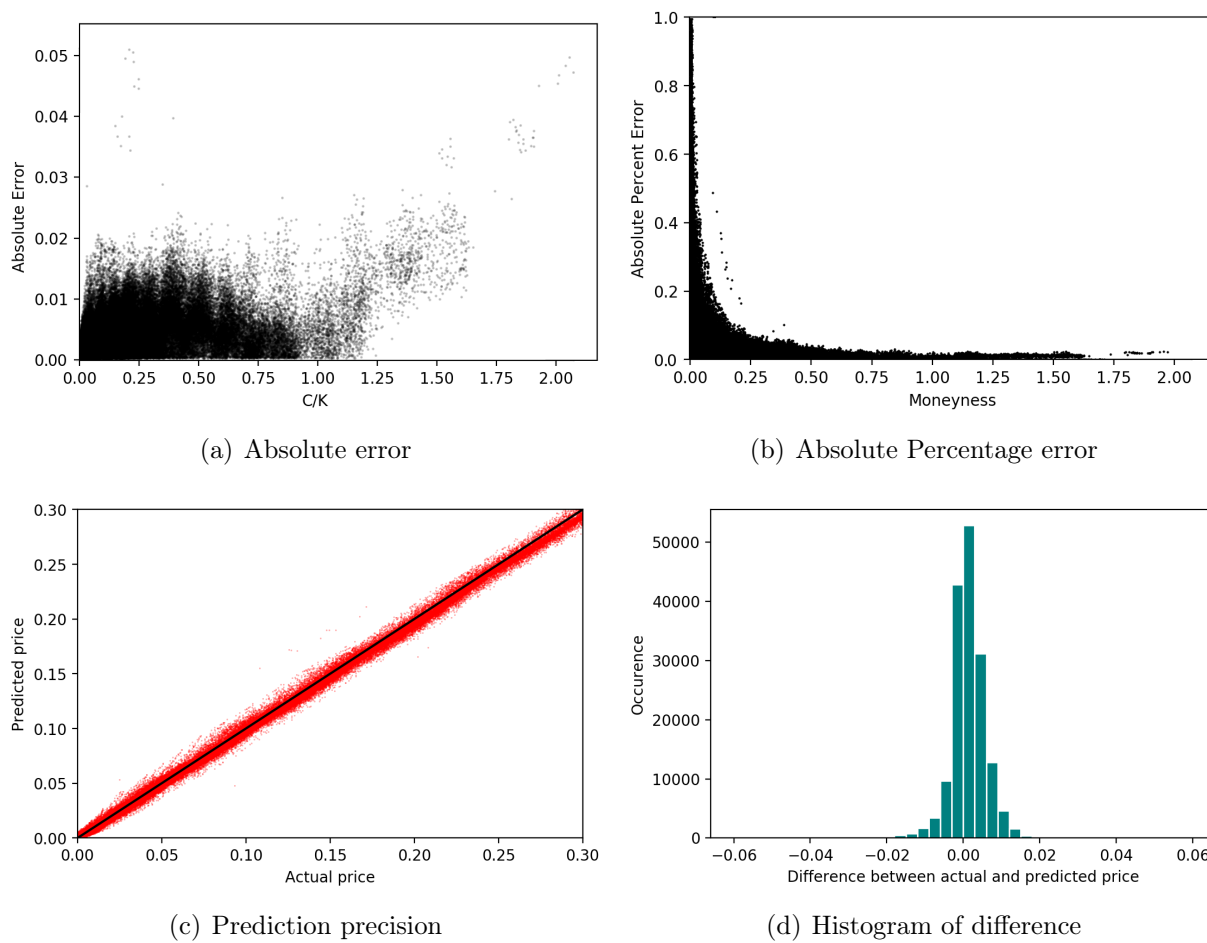 0.05
0.04
0.03
0.02
0.01
0.00
Absolute Error
0.00 0.25 0.50 0.75 1.00 1.25 1.50 1.75 2.00
C/K
(a) Absolute error
1.0
0.8
0.6
0.4
0.2
0.0
Absolute Percent Error
0.00 0.25 0.50 0.75 1.00 1.25 1.50 1.75 2.00
Moneyness
(b) Absolute Percentage error
0.30
0.25
0.20
0.15
0.10
0.05
0.00
Predicted price
0.00 0.05 0.10 0.15 0.20 0.25 0.30
Actual price
(c) Prediction precision
50000
40000
30000
20000
10000
0
Occurence
−0.06 −0.04 −0.02 0.00 0.02 0.04 0.06
Difference between actual and predicted price
(d) Histogram of difference